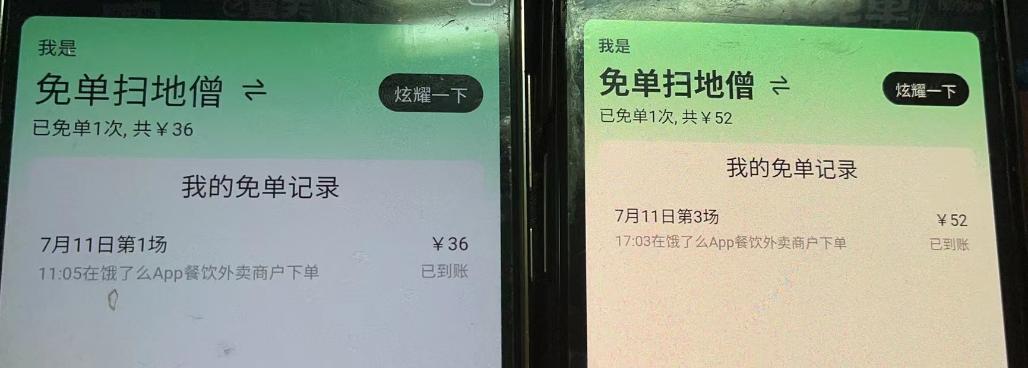 我是
免单扫地僧
炫耀一下
已免单1次, 共￥36
我的免单记录
7月11日第1场
￥36
11:05在饿了么App餐饮外卖商户下单
已到账
我是
免单扫地僧
炫耀一下
已免单1次, 共￥52
我的免单记录
7月11日第3场
￥52
17:03在饿了么App餐饮外卖商户下单
已到账